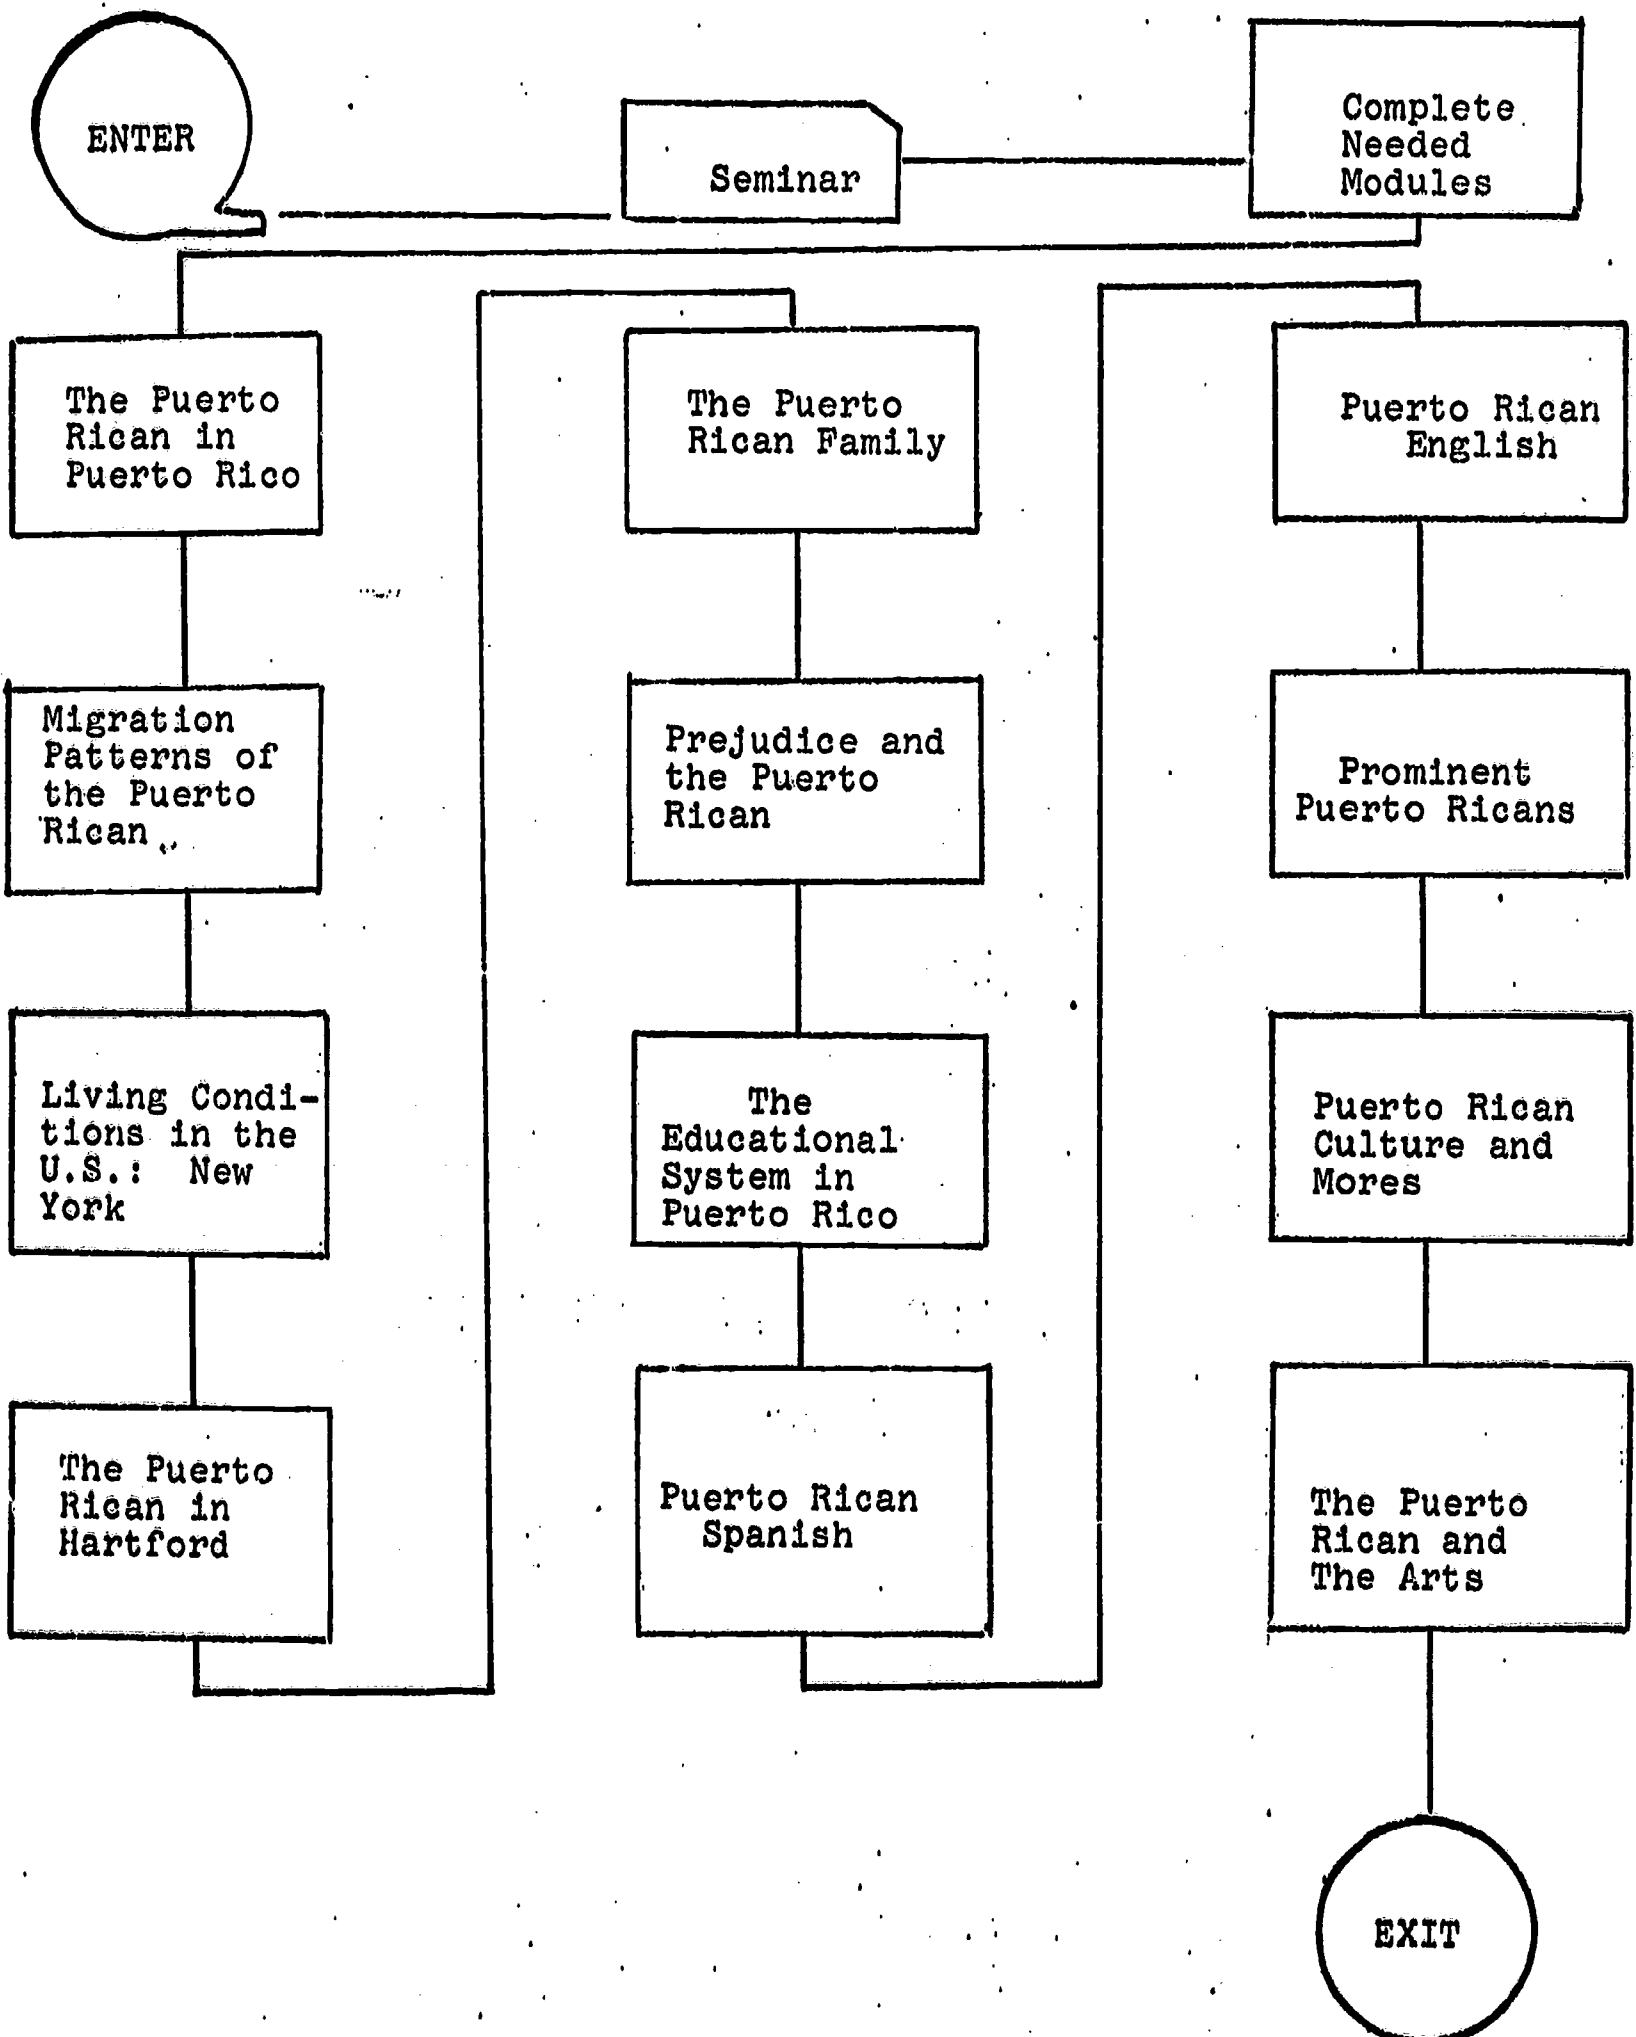 ENTER
Seminar
Complete
Needed
Modules
The Puerto
Rican in
Puerto Rico
Migration
Patterns of
the Puerto
Rican
Living Condi-
tions in the
U.S.: New
York
The Puerto
Rican in
Hartford
The Puerto
Rican Family
Prejudice and
the Puerto
Rican
The
Educational
System in
Puerto Rico
Puerto Rican
Spanish
Puerto Rican
English
Prominent
Puerto Ricans
Puerto Rican
Culture and
Mores
The Puerto
Rican and
The Arts
EXIT